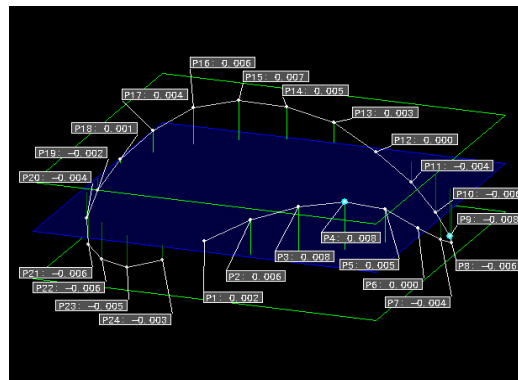 P16: 0.006
P15: 0.007
P17: 0.004
P14: 0.005
P13: 0.003
P18: 0.001
P12: 0.000
P19: -0.002
P11: -0.004
P20: -0.004
P10: -0.006
P9: -0.008
P4: 0.008
P3: 0.008
P5: 0.005
P8: -0.006
P21: -0.006
P2: 0.006
P6: 0.000
P22: -0.006
P1: 0.002
P7: -0.004
P23: -0.005
P24: -0.003